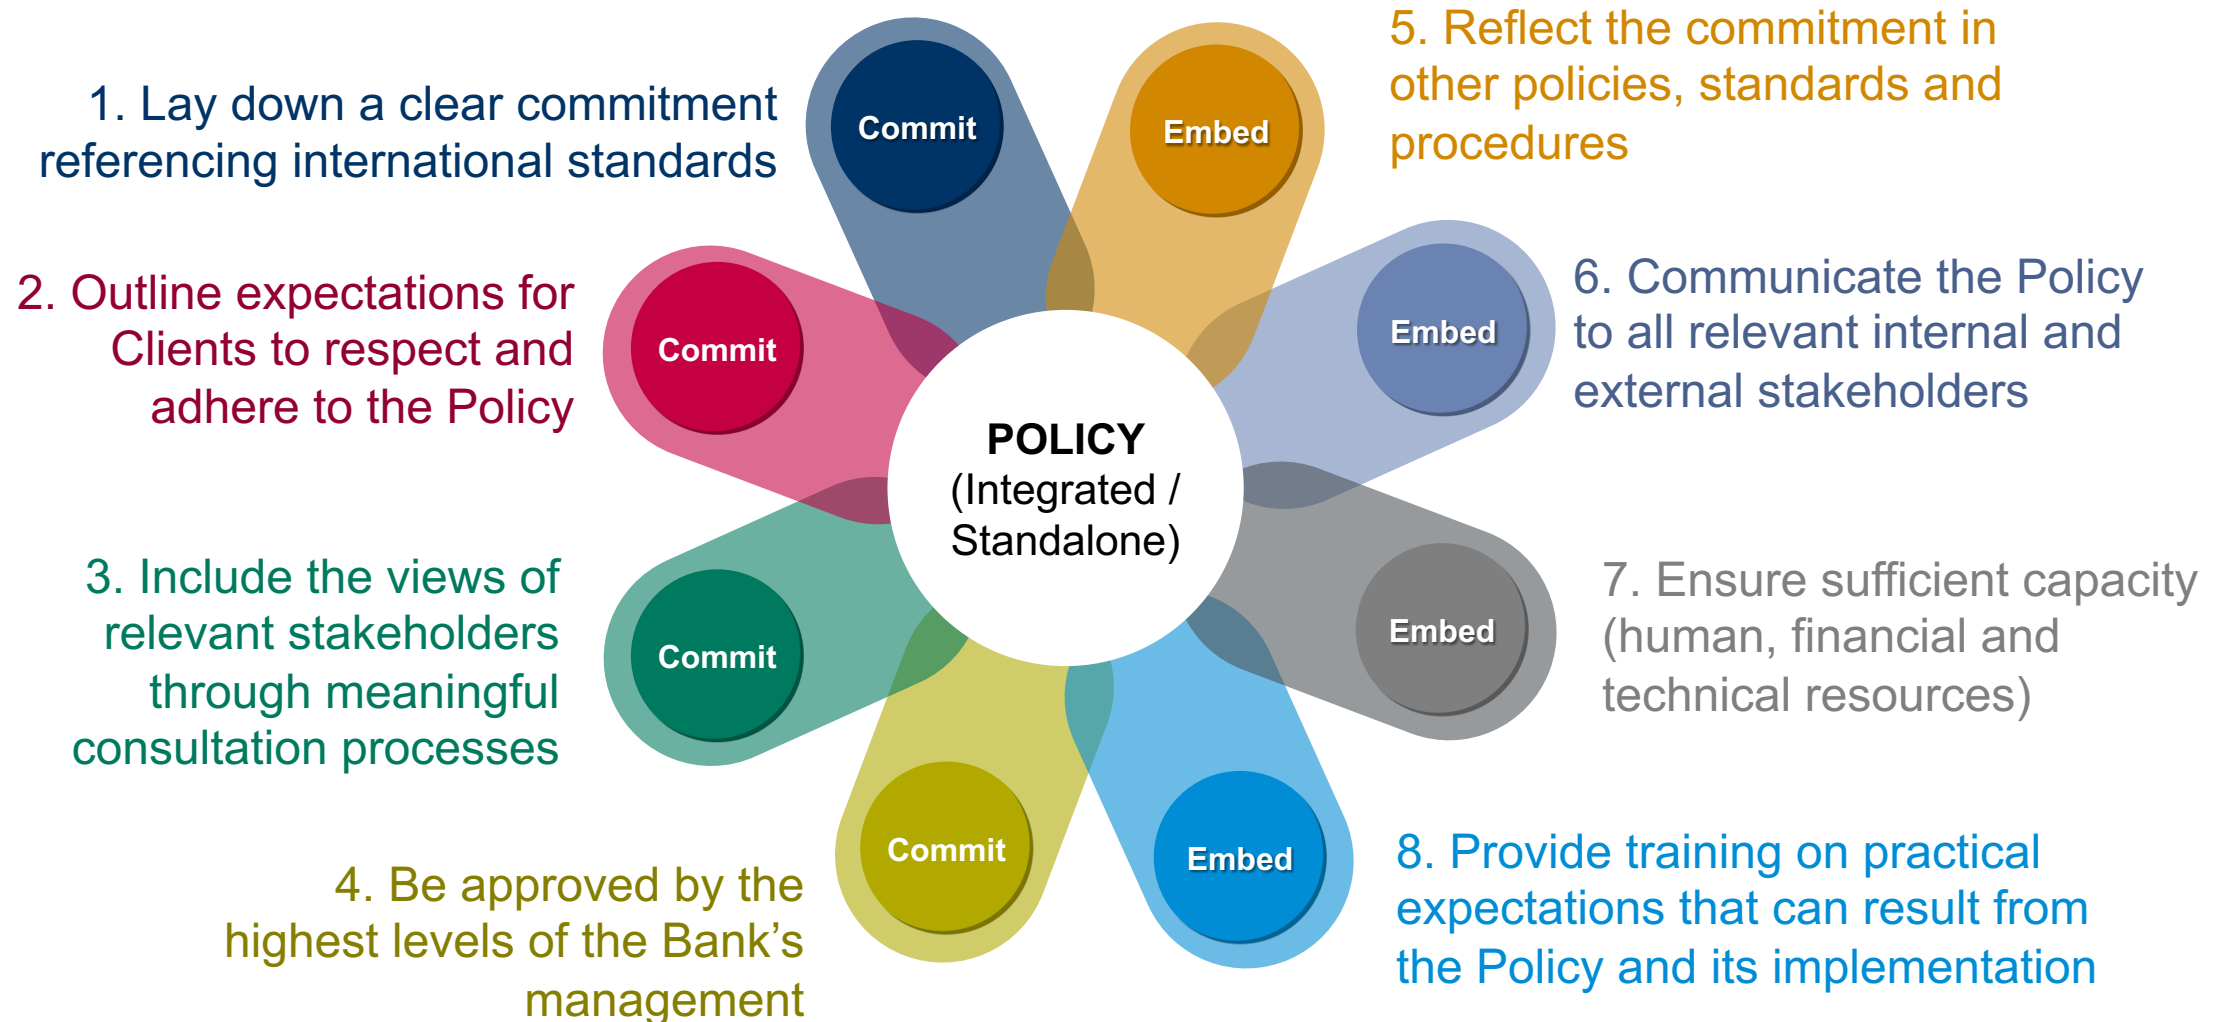 1. Lay down a clear commitment
referencing international standards
Commit
2. Outline expectations for
Clients to respect and
adhere to the Policy
Commit
3. Include the views of
relevant stakeholders
through meaningful
consultation processes
Commit
4. Be approved by the
highest levels of the Bank’s
management
Commit
POLICY
(Integrated /
Standalone)
Embed
5. Reflect the commitment in
other policies, standards and
procedures
Embed
6. Communicate the Policy
to all relevant internal and
external stakeholders
Embed
7. Ensure sufficient capacity
(human, financial and
technical resources)
Embed
8. Provide training on practical
expectations that can result from
the Policy and its implementation